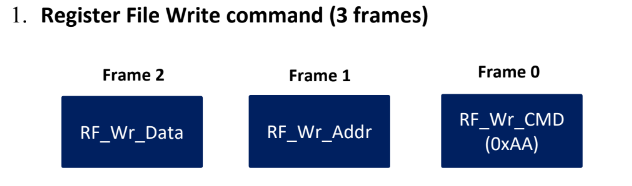 1. Register File Write command (3 frames)
Frame 2 Frame 1 Frame 0
RF_Wr_Data RF_Wr_Addr RF_Wr_CMD
(0xAA)